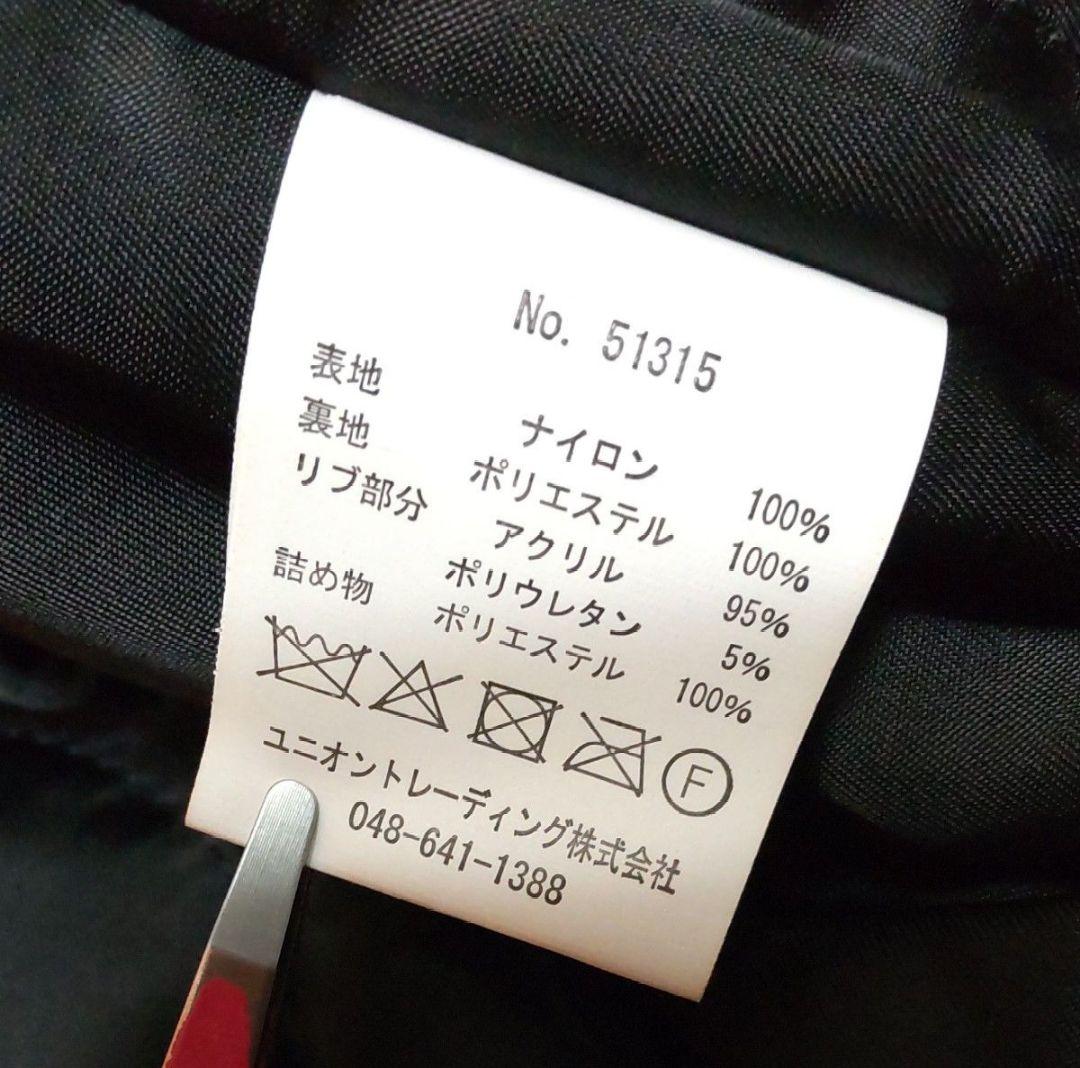 No. 51315
表地 ナイロン 100%
裏地 ポリエステル 100%
リブ部分 アクリル 95%
ポリウレタン 5%
詰め物 ポリエステル 100%
F
ユニオントレーディング株式会社
048-641-1388